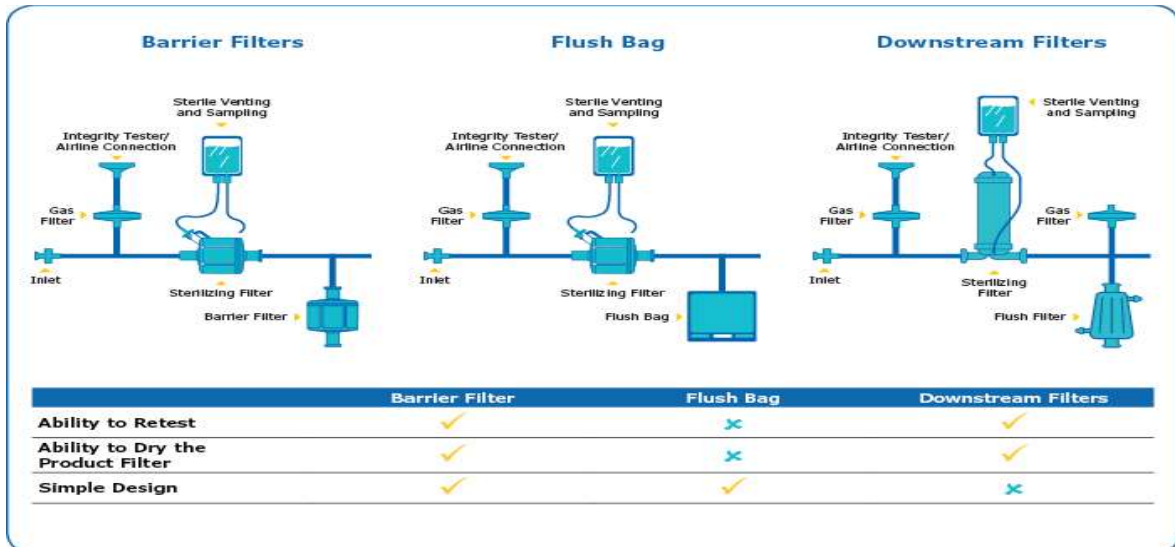 Barrier Filters
Sterile Venting
and Sampling
Integrity Tester/
Airline Connection
Gas
Filter
Inlet
Sterilizing Filter
Barrier Filter
Flush Bag
Sterile Venting
and Sampling
Integrity Tester/
Airline Connection
Gas
Filter
Inlet
Sterilizing Filter
Flush Bag
Downstream Filters
Sterile Venting
and Sampling
Integrity Tester/
Airline Connection
Gas
Filter
Gas
Filter
Inlet
Sterilizing
Filter
Flush Filter
Barrier Filter Flush Bag Downstream Filters
Ability to Retest ✓ × ✓
Ability to Dry the
Product Filter ✓ × ✓
Simple Design ✓ ✓ ×